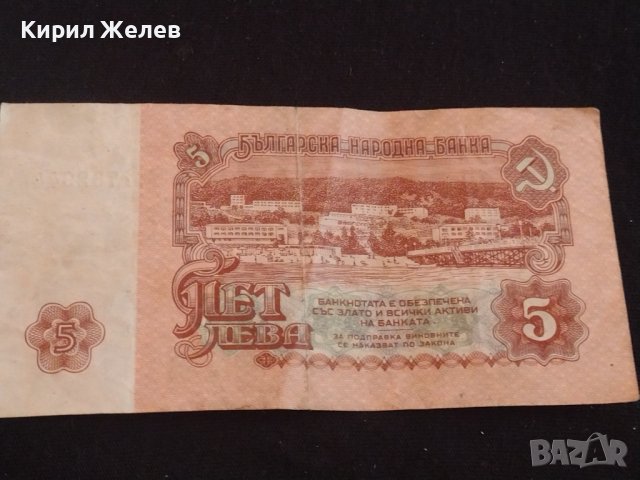 Кирил Желев
5
БЪЛГАРСКА НАРОДНА БАНКА
ПЕТ
ЛЕВА
БАНКНОТАТА Е ОБЕЗПЕЧЕНА
СЪС ЗЛАТО И ВСИЧКИ АКТИВИ
НА БАНКАТА
ЗА ПОДПРАВКА ВИНОВНИТЕ
СЕ НАКАЗВАТ ПО ЗАКОНА
5
5
BAZAR